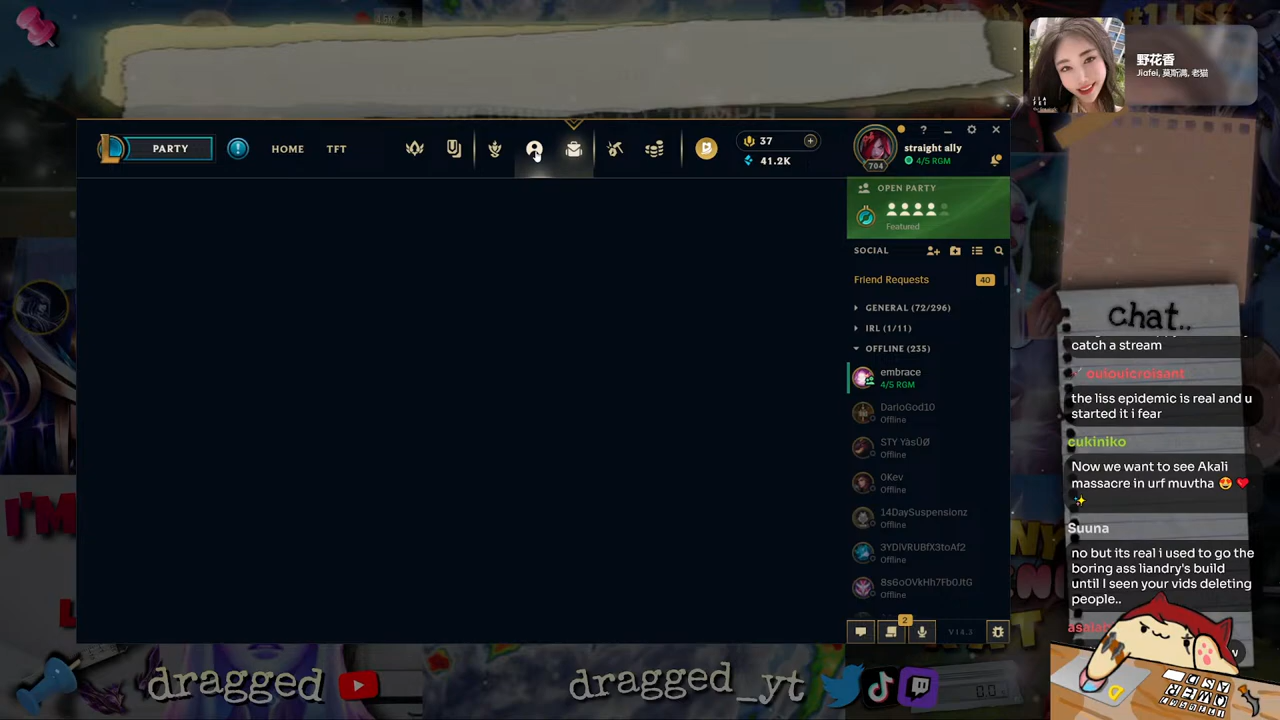 野花香
Jiafei, 莫斯满, 老猫
PARTY
HOME
TFT
37
41.2K
704
straight ally
4/5 RGM
OPEN PARTY
Featured
SOCIAL
Friend Requests
40
GENERAL (72/296)
IRL (1/11)
OFFLINE (235)
embrace
4/5 RGM
DarioGod10
Offline
STY YasÛØ
Offline
0Kev
Offline
14DaySuspensionz
Offline
3YDiVRUBfX3toAf2
Offline
8s6oOVkHh7Fb0JtG
Offline
2
V14.3
chat..
catch a stream
ouiouicroisant
the liss epidemic is real and u
started it i fear
cukiniko
Now we want to see Akali
massacre in urf muvtha 😍 ❤️
✨
Suuna
no but its real i used to go the
boring ass liandry's build
until I seen your vids deleting
people..
I'M
dragged
dragged_yt